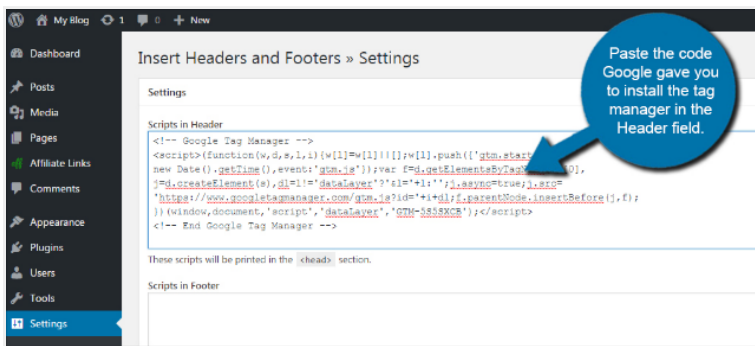 My Blog 1 0 + New
Dashboard
Posts
Media
Pages
Affiliate Links
Comments
Appearance
Plugins
Users
Tools
Settings
Insert Headers and Footers » Settings
Settings
Scripts in Header
<!-- Google Tag Manager -->
<script>(function(w,d,s,l,i){w[l]=w[l]||[];w[l].push({'gtm.start
new Date().getTime(),event:'gtm.js'});var f=d.getElementsByTagN 0],
j=d.createElement(s),dl=l!='dataLayer'?'&l='+l:'';j.async=true;j.src=
'https://www.googletagmanager.com/gtm.js?id='+i+dl;f.parentNode.insertBefore(j,f);
})(window,document,'script','dataLayer','GTM-5S5SXCB');</script>
<!-- End Google Tag Manager -->
These scripts will be printed in the <head> section.
Scripts in Footer
Paste the code
Google gave you
to install the tag
manager in the
Header field.